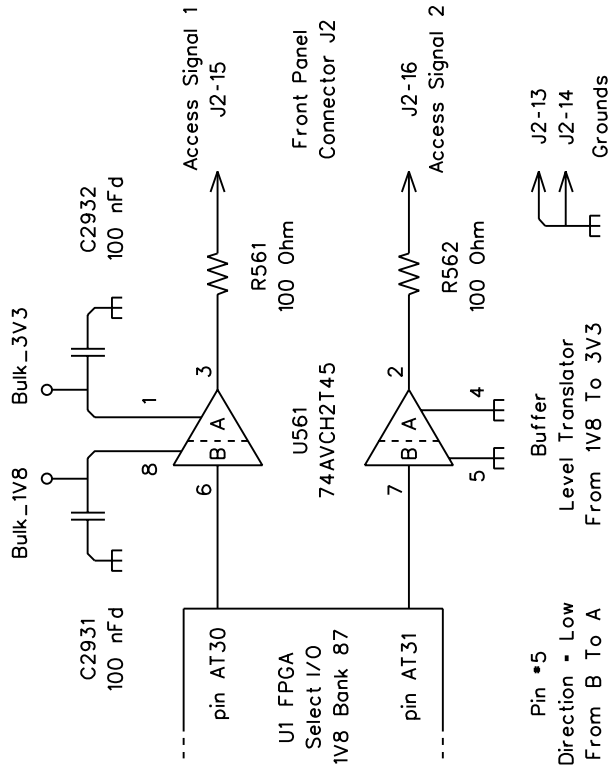 Bulk_1V8
Bulk_3V3
C2931
100 nFd
C2932
100 nFd
8
1
pin AT30
6
B
A
3
Access Signal 1
J2-15
R561
100 Ohm
U1 FPGA
Select I/O
1V8 Bank 87
U561
74AVCH2T45
Front Panel
Connector J2
pin AT31
7
B
A
2
J2-16
Access Signal 2
R562
100 Ohm
5
4
Pin #5
Direction = Low
From B To A
Buffer
Level Translator
From 1V8 To 3V3
J2-13
J2-14
Grounds